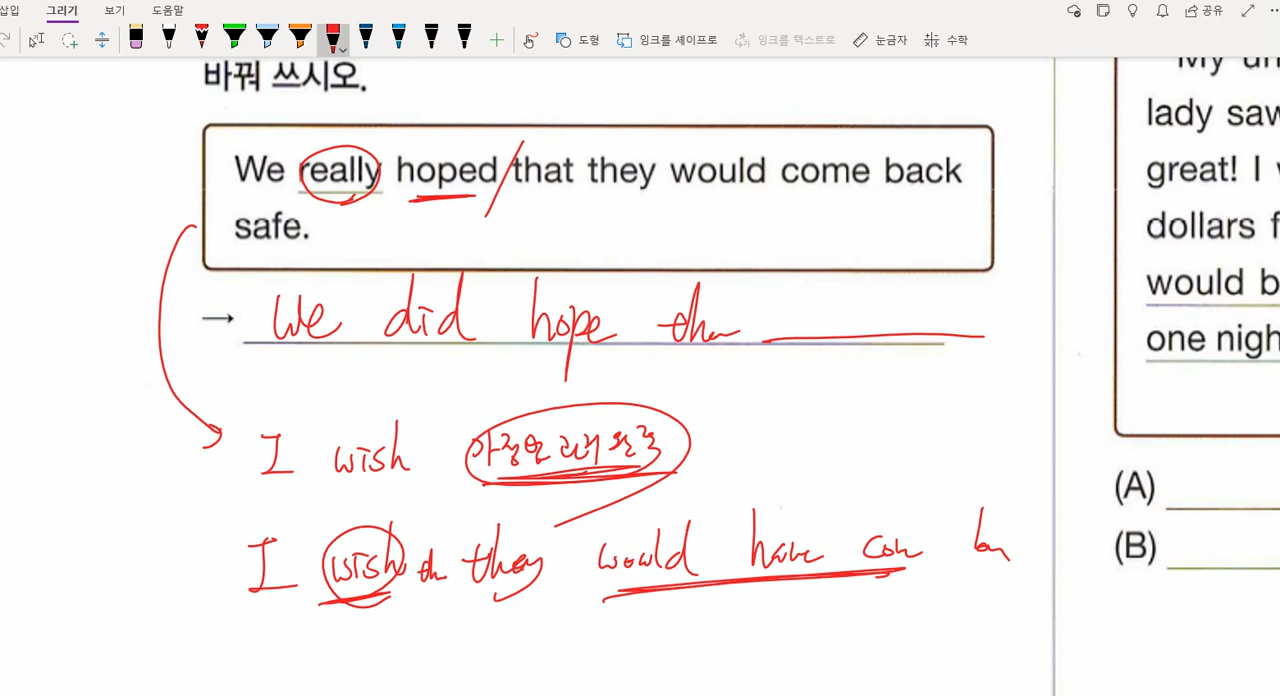 삽입 그리기 보기 도움말 공유
도형 잉크를 셰이프로 잉크를 텍스트로 눈금자 수학
바꿔 쓰시오.
We really hoped that they would come back
safe.
→ We did hope tha
I wish 가정법 과거 완료
I wish th they would have com ba
My un
lady saw
great! I
dollars f
would b
one nigh
(A)
(B)